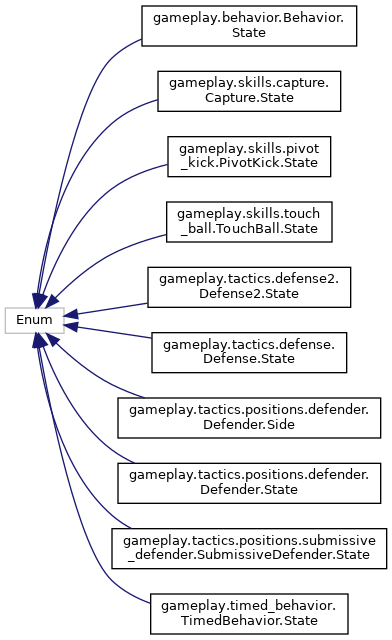 gameplay.behavior.Behavior.
State
gameplay.skills.capture.
Capture.State
gameplay.skills.pivot
_kick.PivotKick.State
gameplay.skills.touch
_ball.TouchBall.State
gameplay.tactics.defense2.
Defense2.State
Enum
gameplay.tactics.defense.
Defense.State
gameplay.tactics.positions.defender.
Defender.Side
gameplay.tactics.positions.defender.
Defender.State
gameplay.tactics.positions.submissive
_defender.SubmissiveDefender.State
gameplay.timed_behavior.
TimedBehavior.State